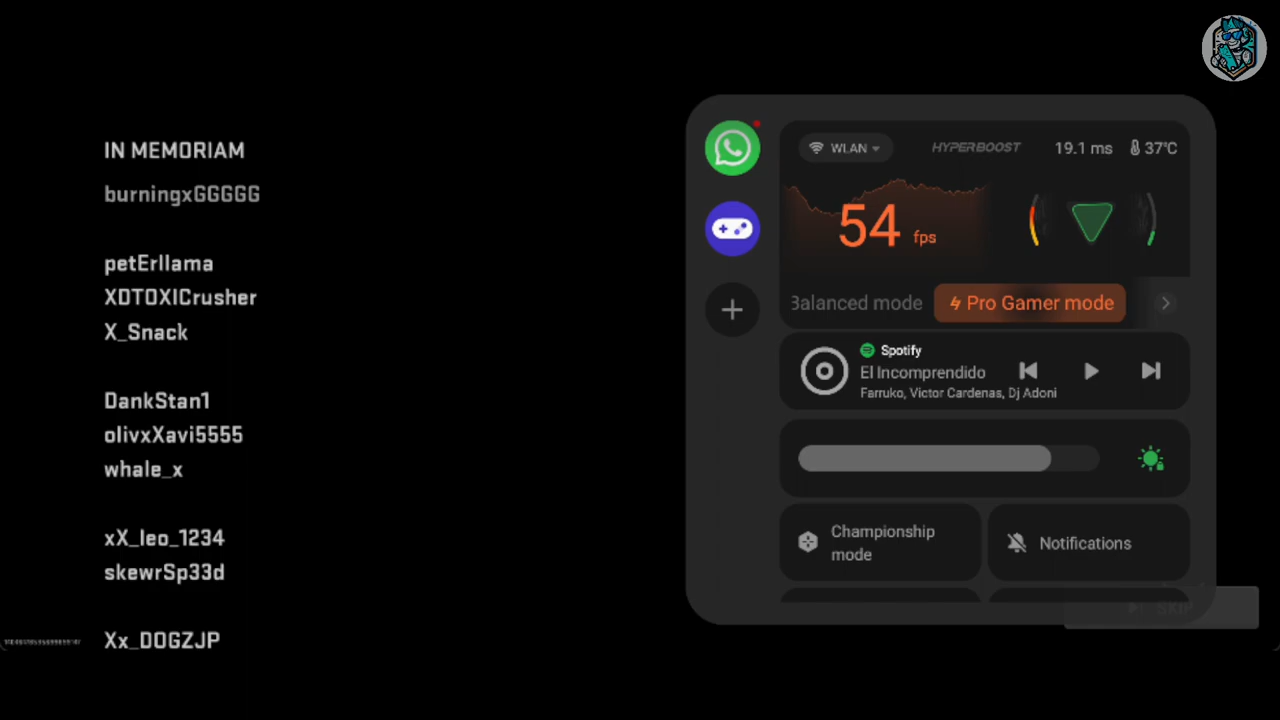 IN MEMORIAM
burningxGGGGG
petErllama
XDTOXICrusher
X_Snack
DankStan1
olivxXavi5555
whale_x
xX_leo_1234
skewrSp33d
Xx_DOGZJP
WLAN
HYPERBOOST
19.1 ms
37°C
54 fps
Balanced mode
Pro Gamer mode
Spotify
El Incomprendido
Farruko, Victor Cardenas, Dj Adoni
Championship
mode
Notifications
SKIP